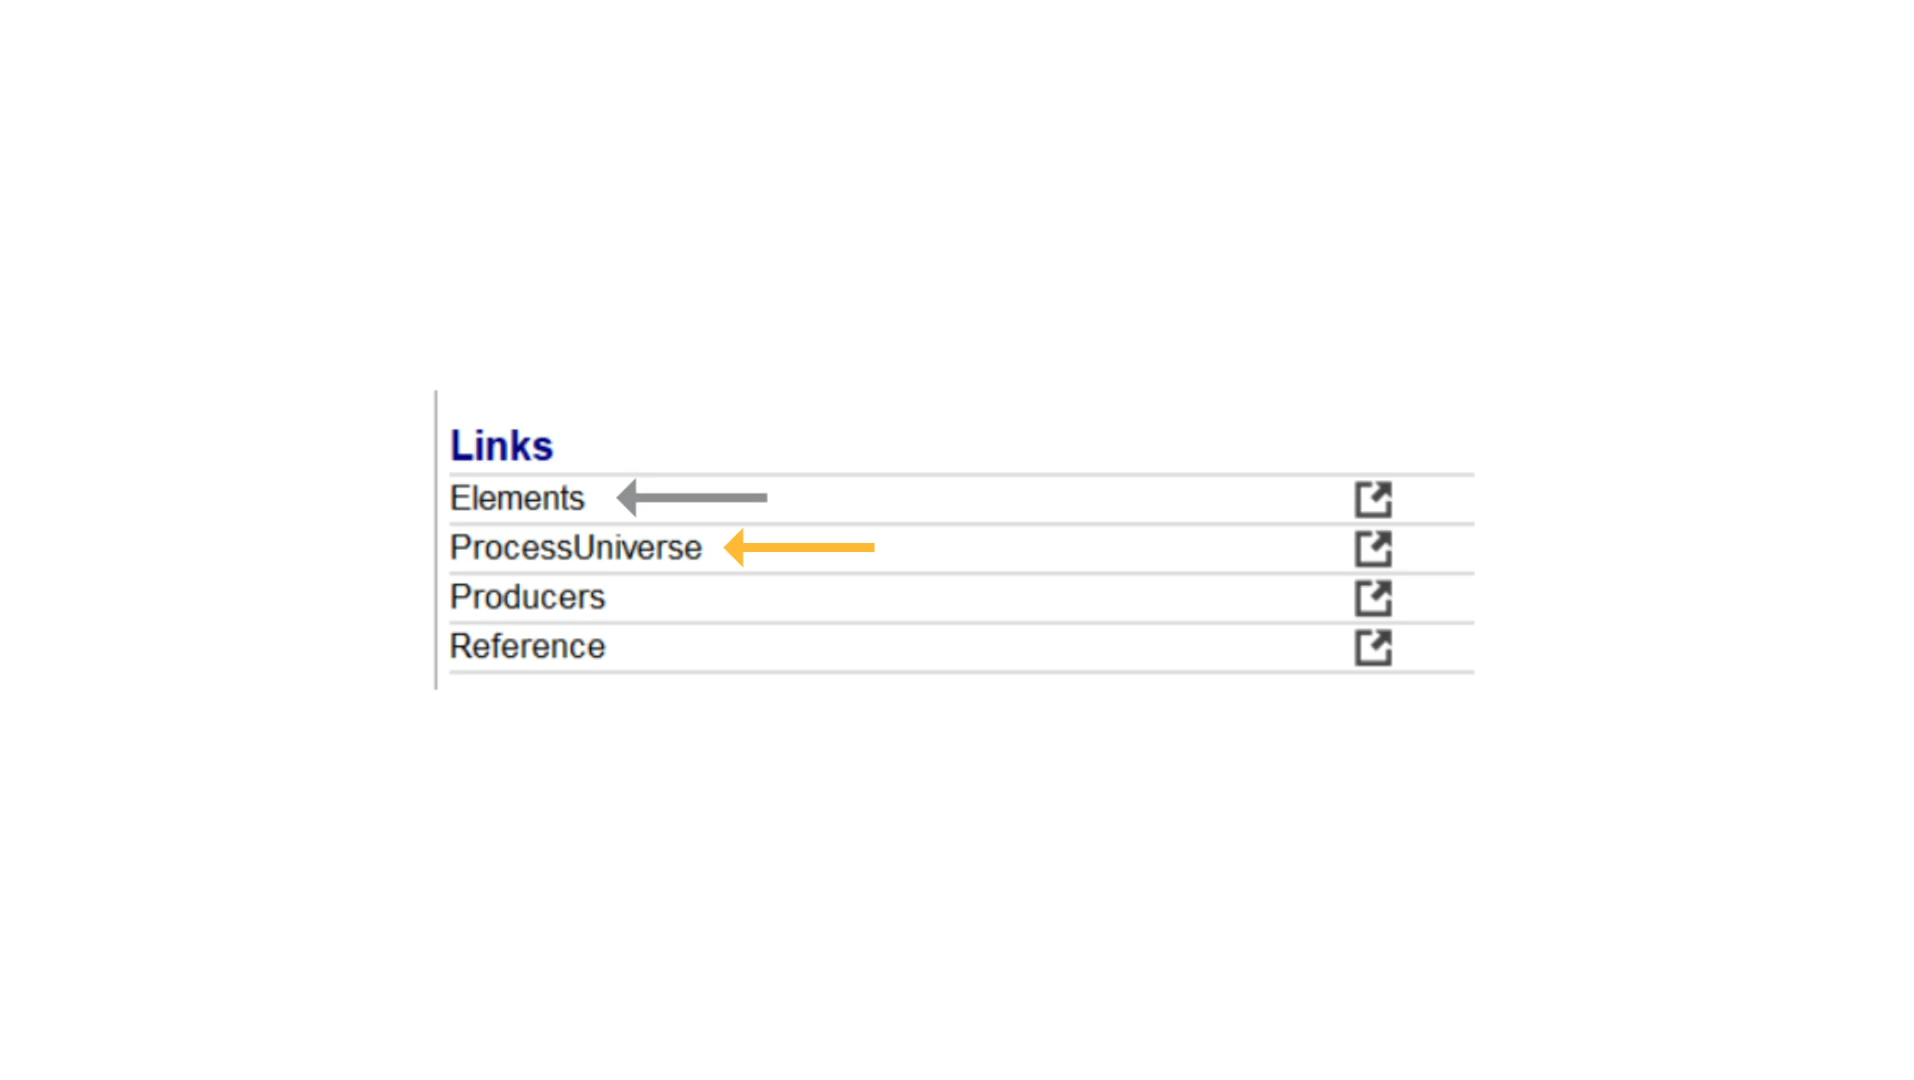 Links
Elements
ProcessUniverse
Producers
Reference